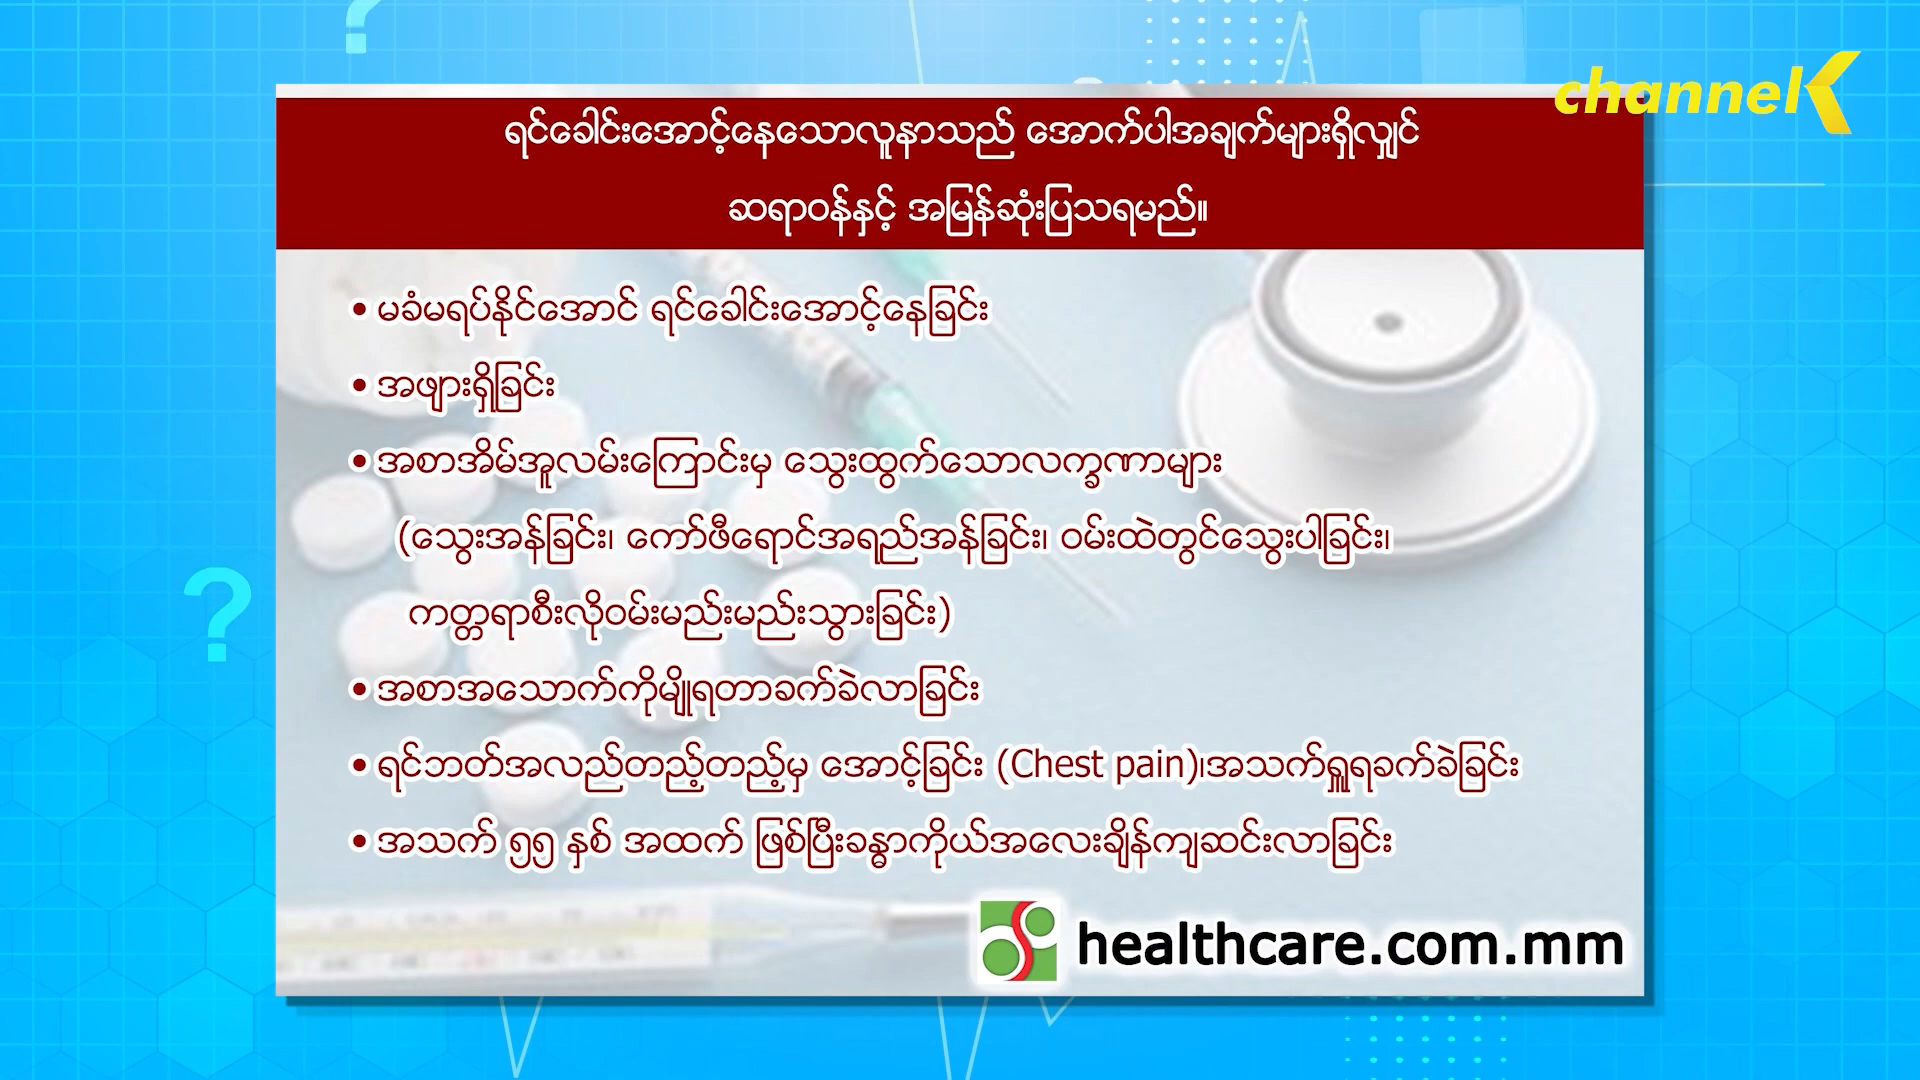 channelK
ရင်ခေါင်းအောင့်နေသောလူနာသည် အောက်ပါအချက်များရှိလျှင်
ဆရာဝန်နှင့် အမြန်ဆုံးပြသရမည်။
• မခံမရပ်နိုင်အောင် ရင်ခေါင်းအောင့်နေခြင်း
• အဖျားရှိခြင်း
• အစာအိမ်အူလမ်းကြောင်းမှ သွေးထွက်သောလက္ခဏာများ
(သွေးအန်ခြင်း၊ ကော်ဖီရောင်အရည်အန်ခြင်း၊ ဝမ်းထဲတွင်သွေးပါခြင်း၊
ကတ္တရာစီးလိုဝမ်းမည်းမည်းသွားခြင်း)
• အစာအသောက်ကိုမျိုရတာခက်ခဲလာခြင်း
• ရင်ဘတ်အလည်တည့်တည့်မှ အောင့်ခြင်း (Chest pain)၊အသက်ရှူရခက်ခဲခြင်း
• အသက် ၅၅ နှစ် အထက် ဖြစ်ပြီးခန္ဓာကိုယ်အလေးချိန်ကျဆင်းလာခြင်း
healthcare.com.mm